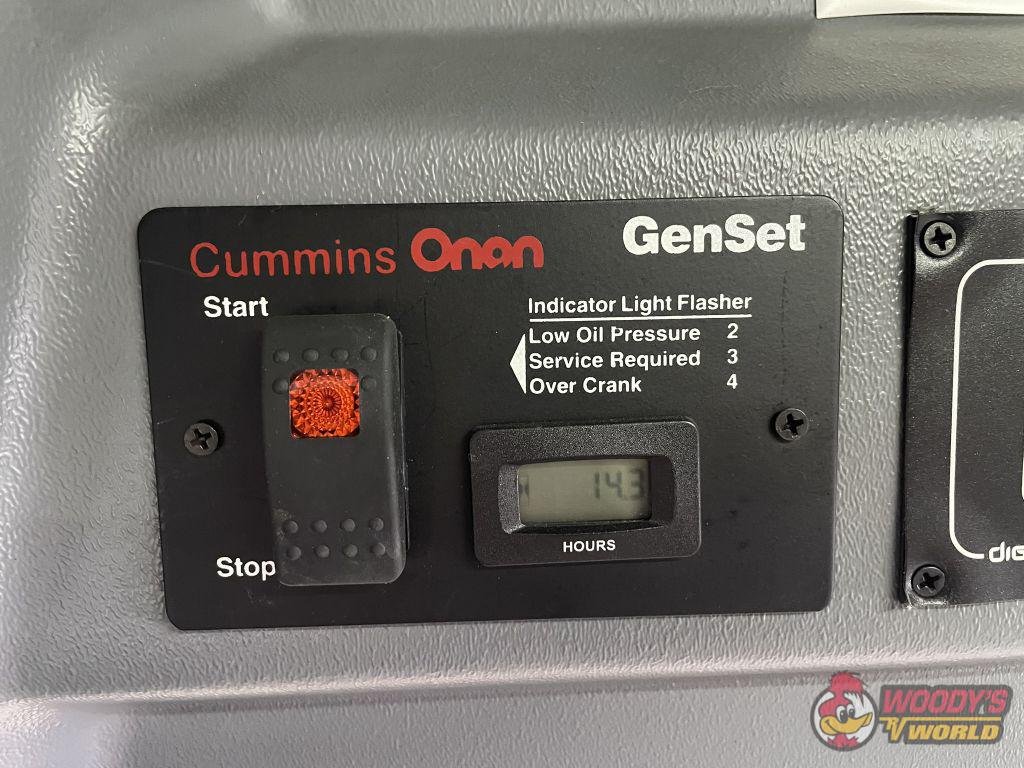 Cummins Onan GenSet
Start
Indicator Light Flasher
Low Oil Pressure 2
Service Required 3
Over Crank 4
14.3
HOURS
Stop
WOODY'S
RV WORLD